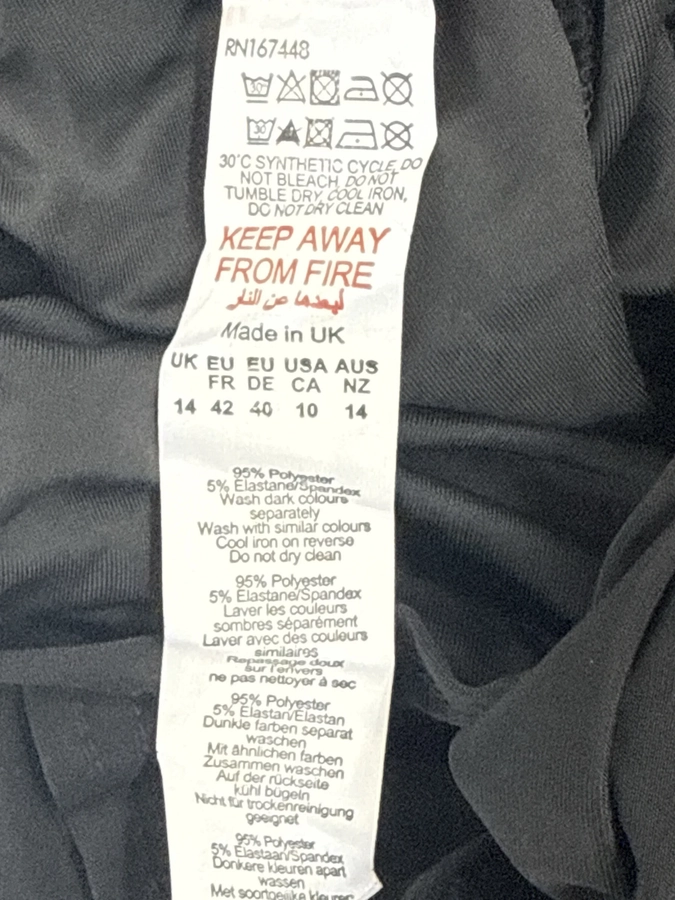 RN167448
30
30
30°C SYNTHETIC CYCLE, DO
NOT BLEACH, DO NOT
TUMBLE DRY, COOL IRON,
DO NOT DRY CLEAN
KEEP AWAY
FROM FIRE
أبعدها عن النار
Made in UK
UK EU EU USA AUS
FR DE CA NZ
14 42 40 10 14
95% Polyester
5% Elastane/Spandex
Wash dark colours
separately
Wash with similar colours
Cool iron on reverse
Do not dry clean
95% Polyester
5% Elastane/Spandex
Laver les couleurs
sombres séparément
Laver avec des couleurs
similaires
Repassage doux
sur l'envers
ne pas nettoyer à sec
95% Polyester
5% Elastan/Elastan
Dunkle farben separat
waschen
Mit ähnlichen farben
Zusammen waschen
Auf der rückseite
kühl bügeln
Nicht für trockenreinigung
geeignet
95% Polyester
5% Elastaan/Spandex
Donkere kleuren apart
wassen
Met soortgelijke kleuren